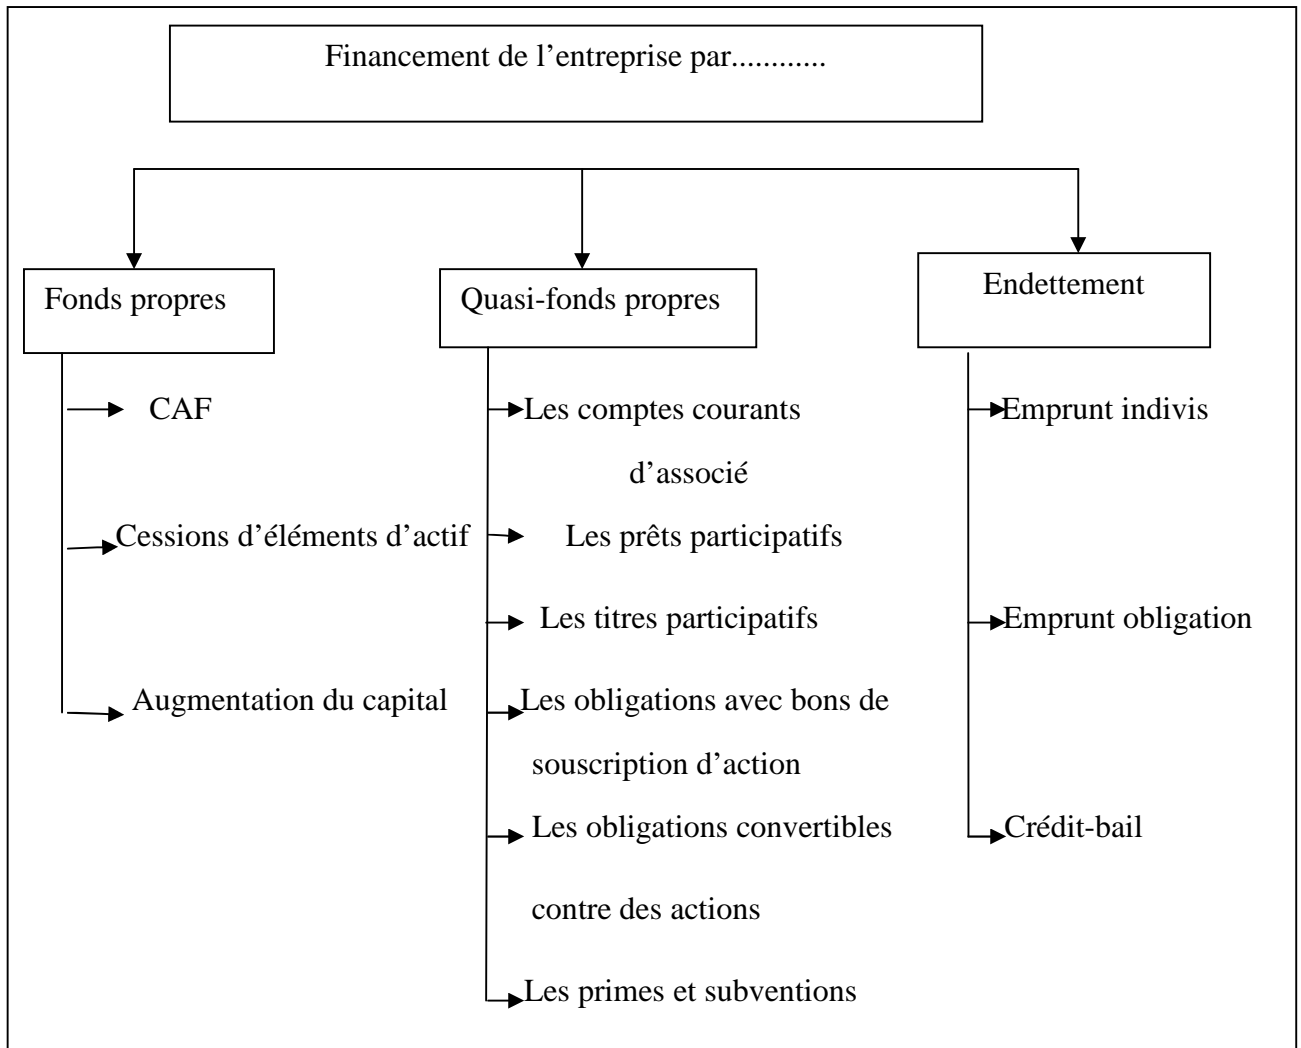 Financement de l’entreprise par............
Fonds propres
CAF
Cessions d’éléments d’actif
Augmentation du capital
Quasi-fonds propres
Les comptes courants
d’associé
Les prêts participatifs
Les titres participatifs
Les obligations avec bons de
souscription d’action
Les obligations convertibles
contre des actions
Les primes et subventions
Endettement
Emprunt indivis
Emprunt obligation
Crédit-bail